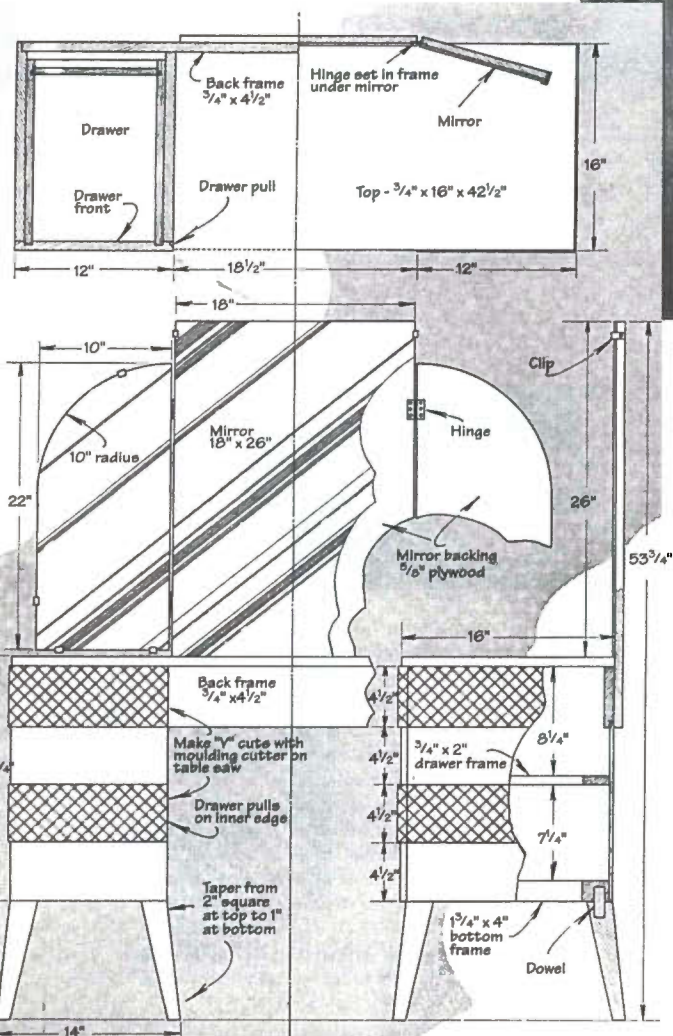 Back frame
3/4" x 4 1/2"
Hinge set in frame
under mirror
Mirror
Drawer
16"
Drawer pull
Top - 3/4" x 16" x 42 1/2"
Drawer
front
12"
18 1/2"
12"
18"
10"
Clip
Mirror
18" x 26"
Hinge
10" radius
22"
26"
53 3/4"
Mirror backing
5/8" plywood
16"
Back frame
3/4" x 4 1/2"
4 1/2"
8 1/4"
Make "V" cuts with
moulding cutter on
table saw
3/4" x 2"
drawer frame
4 1/2"
Drawer pulls
on inner edge
4 1/2"
7 1/4"
4 1/2"
Taper from
2" square
at top to 1"
at bottom
1 3/4" x 4"
bottom
frame
Dowel
14"